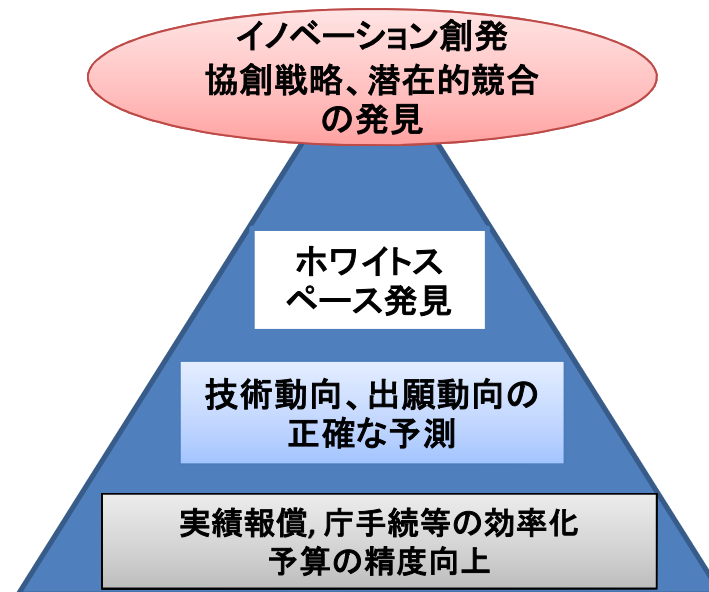 イノベーション創発
協創戦略、潜在的競合
の発見
ホワイトス
ペース発見
技術動向、出願動向の
正確な予測
実績報償, 庁手続等の効率化
予算の精度向上